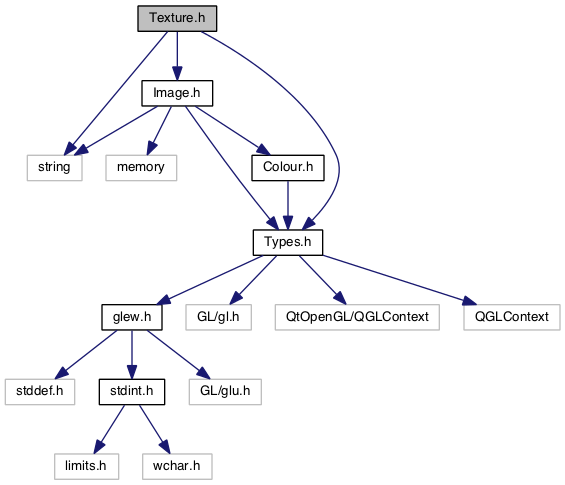 Texture.h
Image.h
string
memory
Colour.h
Types.h
glew.h
GL/gl.h
QtOpenGL/QGLContext
QGLContext
stddef.h
stdint.h
GL/glu.h
limits.h
wchar.h